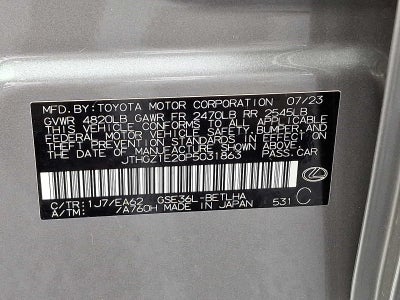 MFD.BY:TOYOTA MOTOR CORPORATION 07/23
GVWR 4820LB GAWR FR 2470LB RR 2545LB
THIS VEHICLE CONFORMS TO ALL APPLICABLE
FEDERAL MOTOR VEHICLE SAFETY, BUMPER, AND
THEFT PREVENTION STANDARDS IN EFFECT ON
THE DATE OF MANUFACTURE SHOWN ABOVE.
JTHGZ1E20P5031863 PASS.CAR
C/TR:1J7/EA62 GSE36L-BETLHA
A/TM: /A760H MADE IN JAPAN 531 C